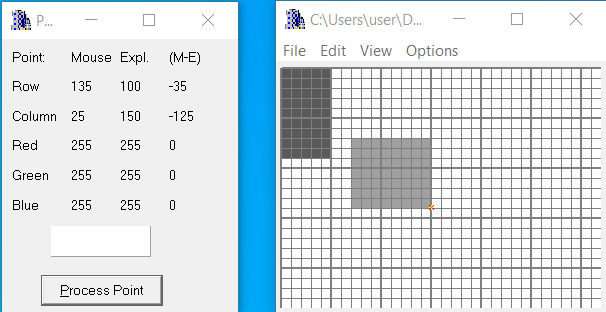 P...
C:\Users\user\D...
File Edit View Options
Point: Mouse Expl. (M-E)
Row 135 100 -35
Column 25 150 -125
Red 255 255 0
Green 255 255 0
Blue 255 255 0
Process Point